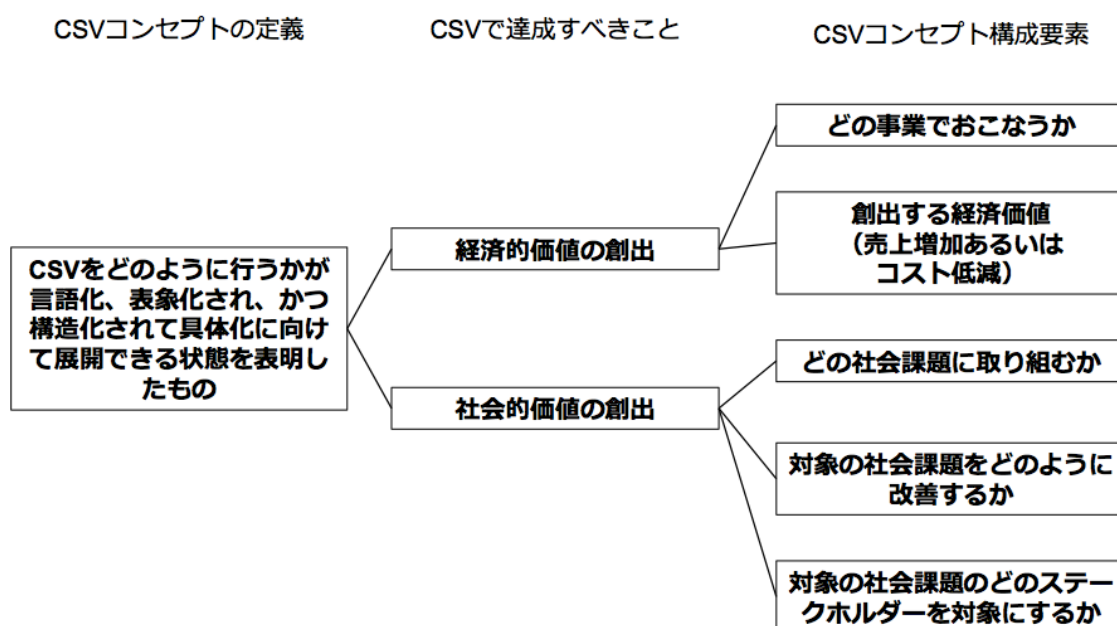 CSVコンセプトの定義
CSVで達成すべきこと
CSVコンセプト構成要素
CSVをどのように行うかが
言語化、表象化され、かつ
構造化されて具体化に向け
て展開できる状態を表明し
たもの
経済的価値の創出
社会的価値の創出
どの事業でおこなうか
創出する経済価値
（売上増加あるいは
コスト低減）
どの社会課題に取り組むか
対象の社会課題をどのように
改善するか
対象の社会課題のどのステー
クホルダーを対象にするか